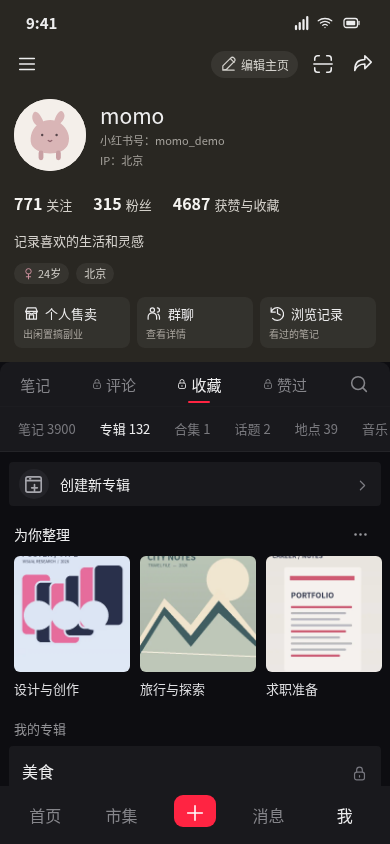 9:41
编辑主页
momo
小红书号：momo_demo
IP：北京
771 关注 315 粉丝 4687 获赞与收藏
记录喜欢的生活和灵感
24岁 北京
个人售卖 群聊 浏览记录
出闲置搞副业 查看详情 看过的笔记
笔记 评论 收藏 赞过
笔记 3900 专辑 132 合集 1 话题 2 地点 39 音乐
创建新专辑
为你整理
CITY NOTES
PORTFOLIO
设计与创作 旅行与探索 求职准备
我的专辑
美食
首页 市集 消息 我